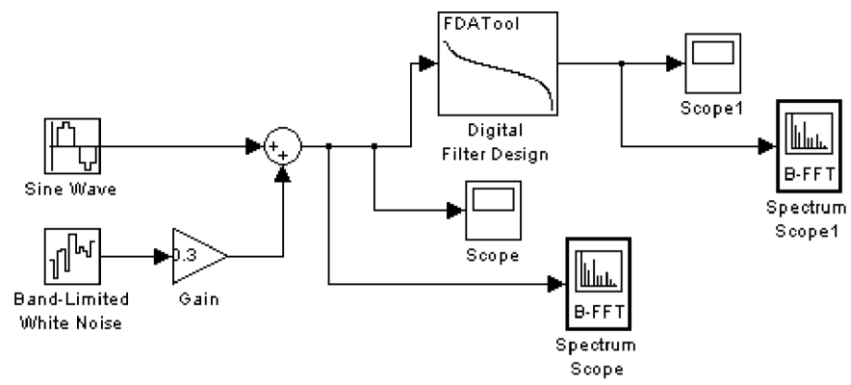 FDATool
Digital
Filter Design
Scope1
B-FFT
Spectrum
Scope1
Sine Wave
Scope
0.3
Gain
Band-Limited
White Noise
B-FFT
Spectrum
Scope